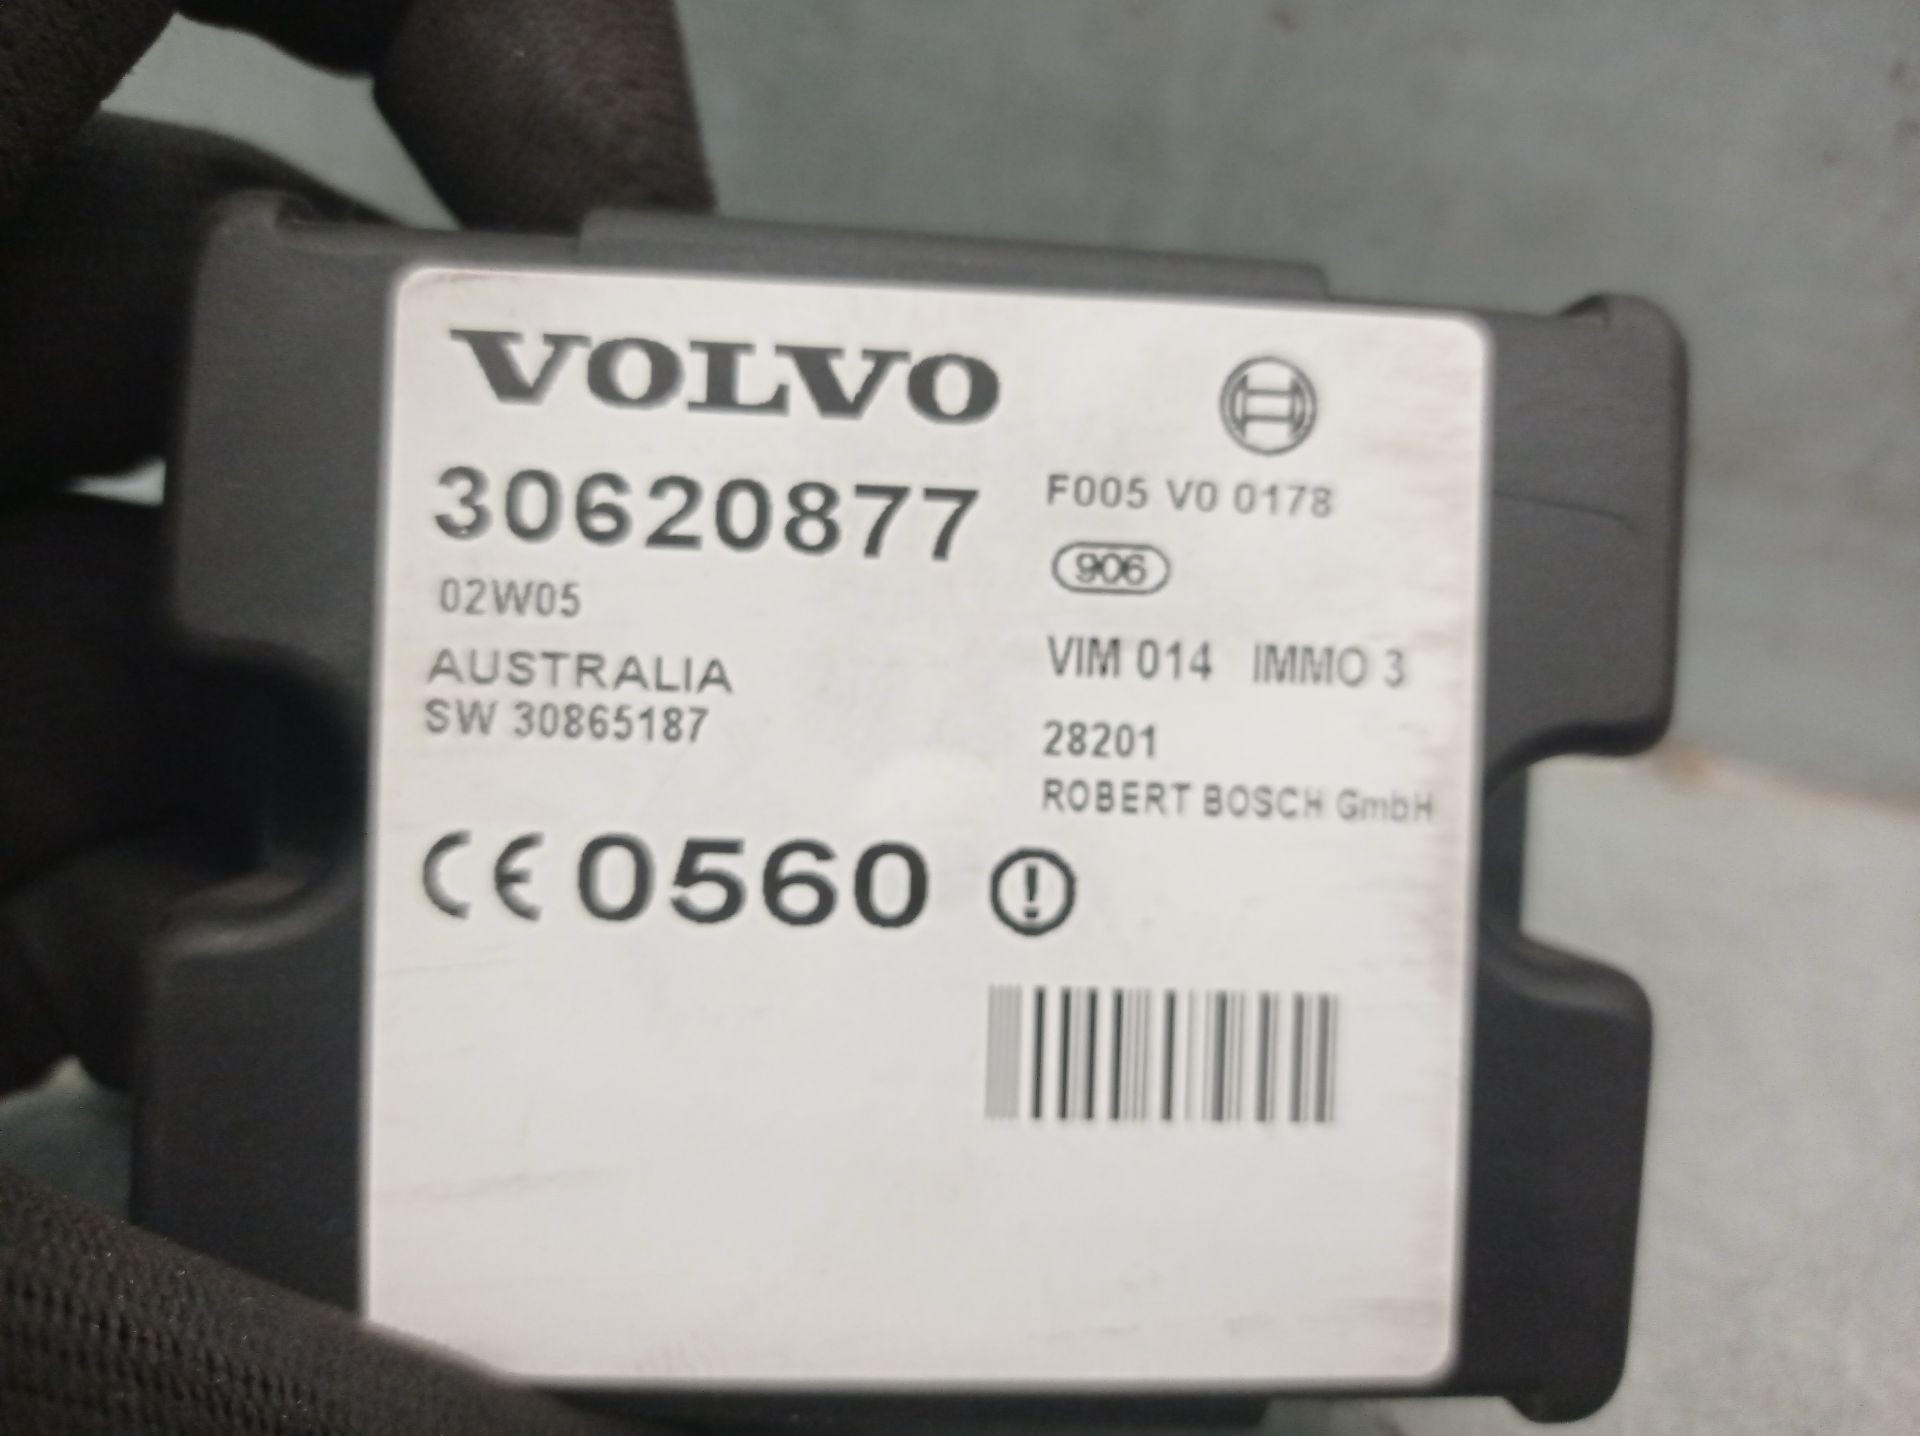 VOLVO
30620877
F005 V0 0178
906
02W05
VIM 014 IMMO 3
AUSTRALIA
SW 30865187
28201
ROBERT BOSCH GmbH
CE 0560 !